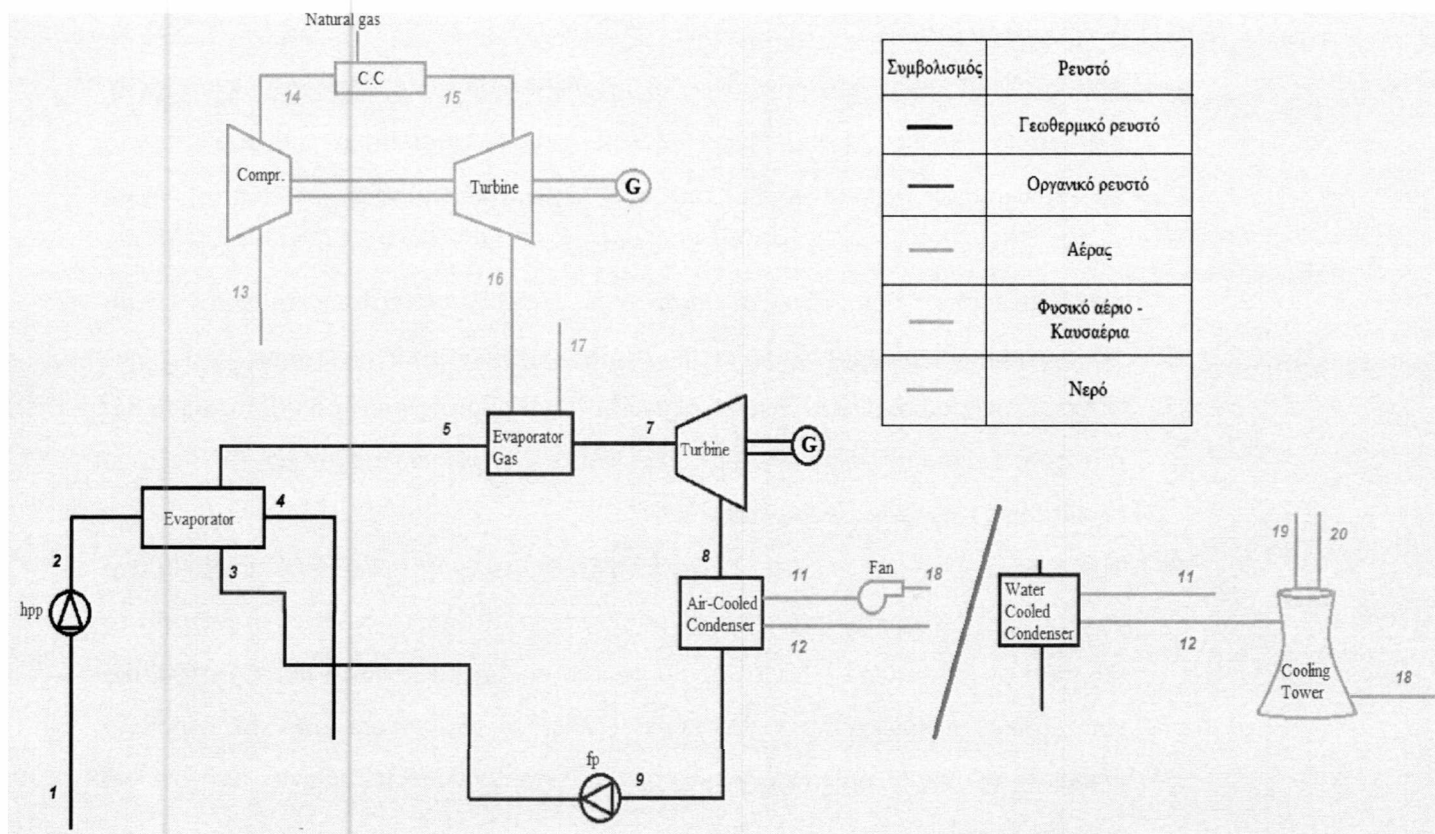 Natural gas
C.C
14
15
Compr.
Turbine
G
13
16
17
5
Evaporator
Gas
7
Turbine
G
Evaporator
4
2
3
hpp
1
8
11
Fan
18
Air-Cooled
Condenser
12
fp
9
Water
Cooled
Condenser
11
12
19
20
Cooling
Tower
18
Συμβολισμός
Ρευστό
Γεωθερμικό ρευστό
Οργανικό ρευστό
Αέρας
Φυσικό αέριο -
Καυσαέρια
Νερό